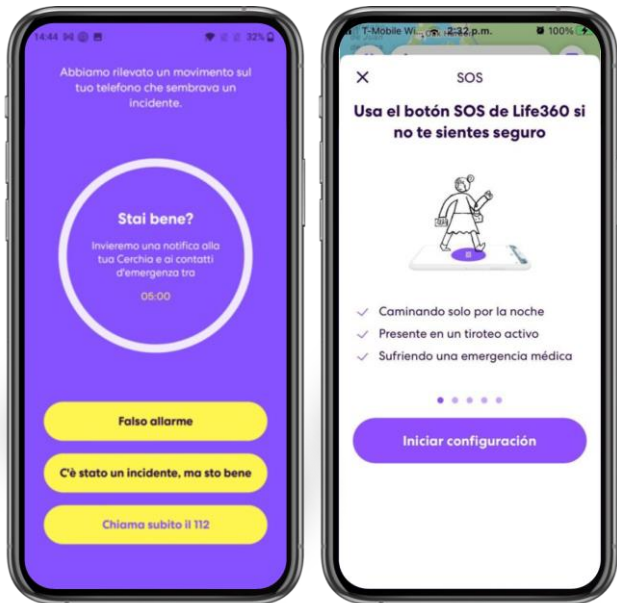 14:44
32%
Abbiamo rilevato un movimento sul
tuo telefono che sembrava un
incidente.
Stai bene?
Invieremo una notifica alla
tua Cerchia e ai contatti
d'emergenza tra
05:00
Falso allarme
C'è stato un incidente, ma sto bene
Chiama subito il 112
T-Mobile Wi... 2:32 p.m. 100%
SOS
Usa el botón SOS de Life360 si
no te sientes seguro
Caminando solo por la noche
Presente en un tiroteo activo
Sufriendo una emergencia médica
Iniciar configuración